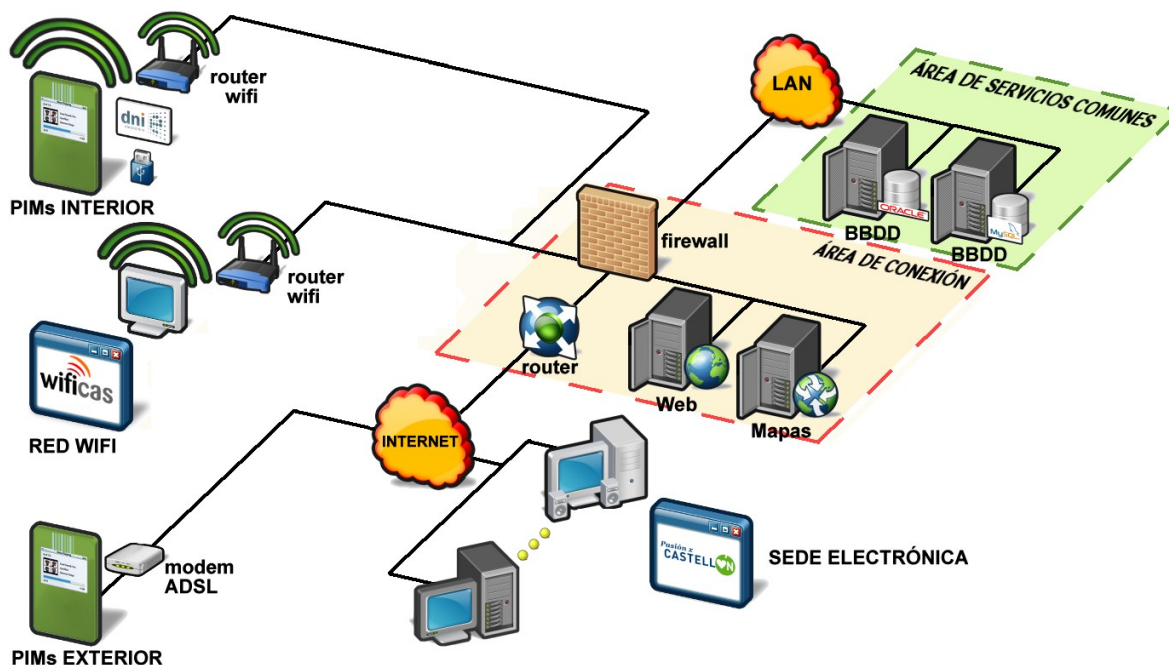 router
wifi
LAN
ÁREA DE SERVICIOS COMUNES
dni
PIMs INTERIOR
ORACLE
MySQL
BBDD
BBDD
firewall
ÁREA DE CONEXIÓN
router
wifi
wificas
RED WIFI
router
Web
Mapas
INTERNET
modem
ADSL
Pasión x
CASTELLON
SEDE ELECTRÓNICA
PIMs EXTERIOR